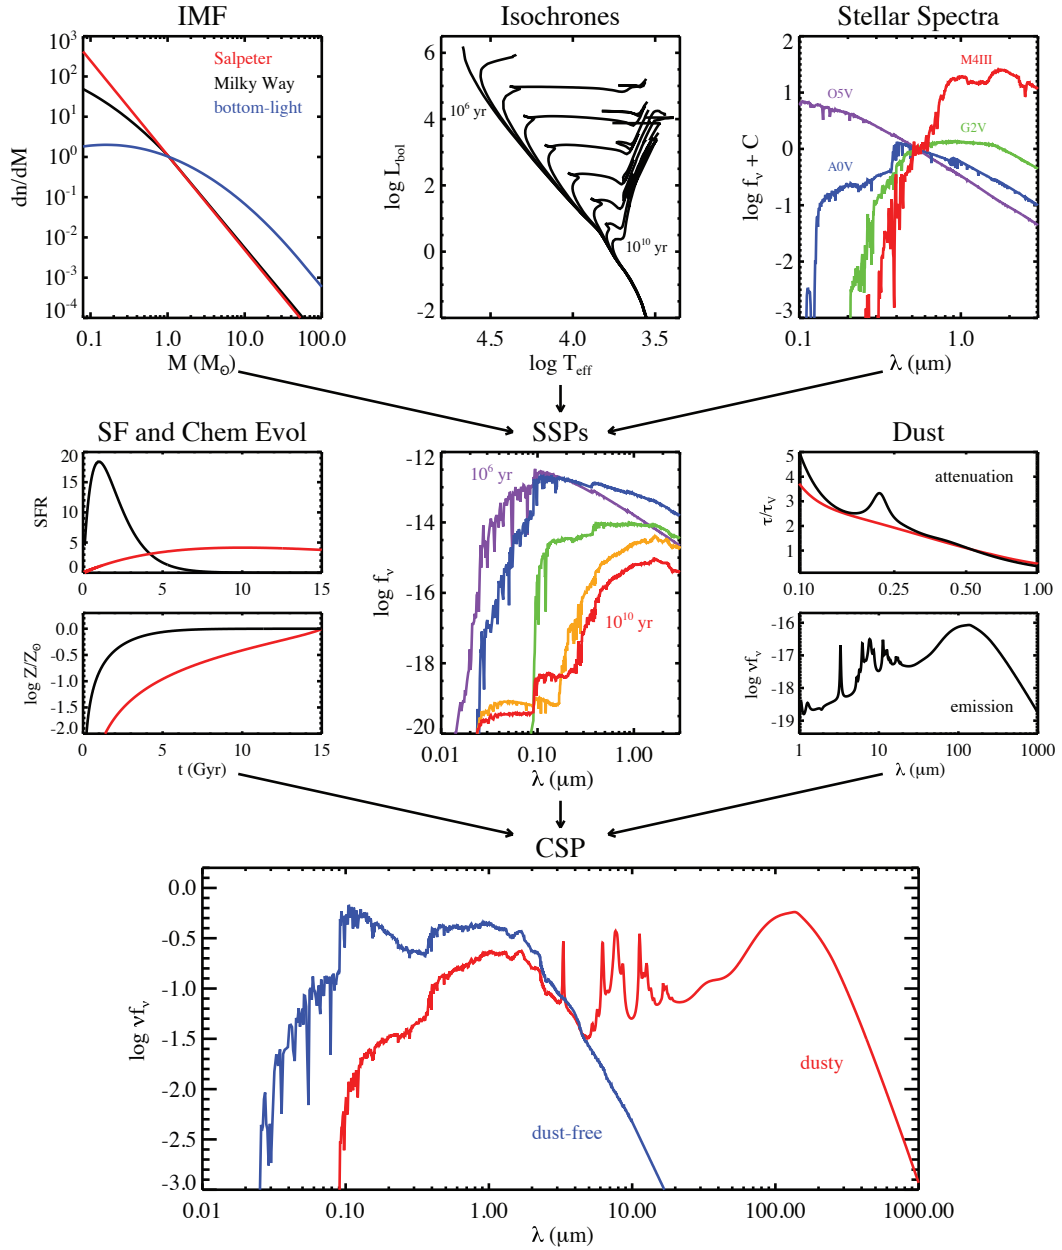 IMF
Isochrones
Stellar Spectra
10³
10²
10¹
10⁰
10⁻¹
10⁻²
10⁻³
10⁻⁴
dn/dM
Salpeter
Milky Way
bottom-light
0.1
1.0
10.0
100.0
M (M⊙)
6
4
2
0
-2
log L_bol
10⁶ yr
10¹⁰ yr
4.5
4.0
3.5
log T_eff
2
1
0
-1
-2
-3
log f_ν + C
M4III
O5V
G2V
A0V
0.1
1.0
λ (μm)
SF and Chem Evol
SSPs
Dust
20
15
10
5
0
SFR
0
5
10
15
0.0
-0.5
-1.0
-1.5
-2.0
log Z/Z⊙
0
5
10
15
t (Gyr)
-12
-14
-16
-18
-20
log f_ν
10⁶ yr
10¹⁰ yr
0.01
0.10
1.00
λ (μm)
5
4
3
2
1
τ/τ_V
attenuation
0.10
0.25
0.50
1.00
-16
-17
-18
-19
log νf_ν
emission
1
10
100
1000
λ (μm)
CSP
0.0
-0.5
-1.0
-1.5
-2.0
-2.5
-3.0
log νf_ν
dusty
dust-free
0.01
0.10
1.00
10.00
100.00
1000.00
λ (μm)